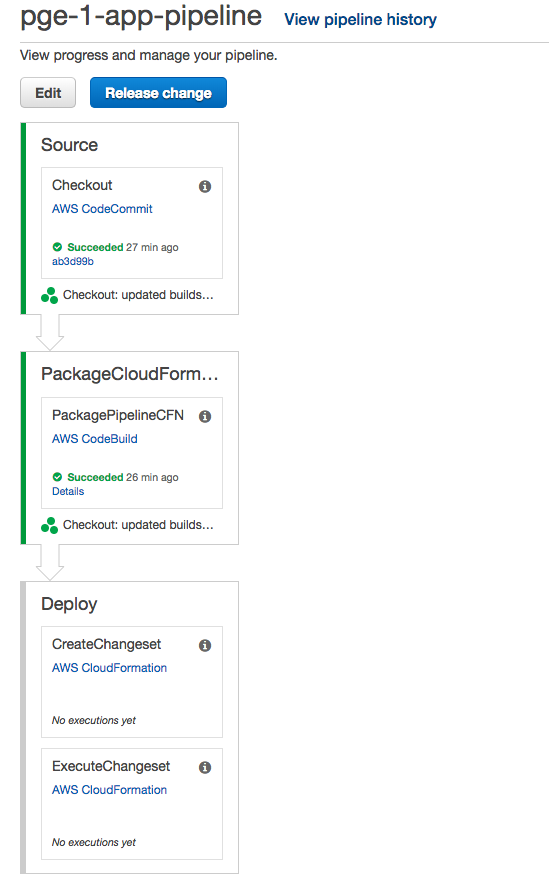 pge-1-app-pipeline View pipeline history
View progress and manage your pipeline.
Edit Release change
Source
Checkout
AWS CodeCommit
Succeeded 27 min ago
ab3d99b
Checkout: updated builds...
PackageCloudForm...
PackagePipelineCFN
AWS CodeBuild
Succeeded 26 min ago
Details
Checkout: updated builds...
Deploy
CreateChangeset
AWS CloudFormation
No executions yet
ExecuteChangeset
AWS CloudFormation
No executions yet